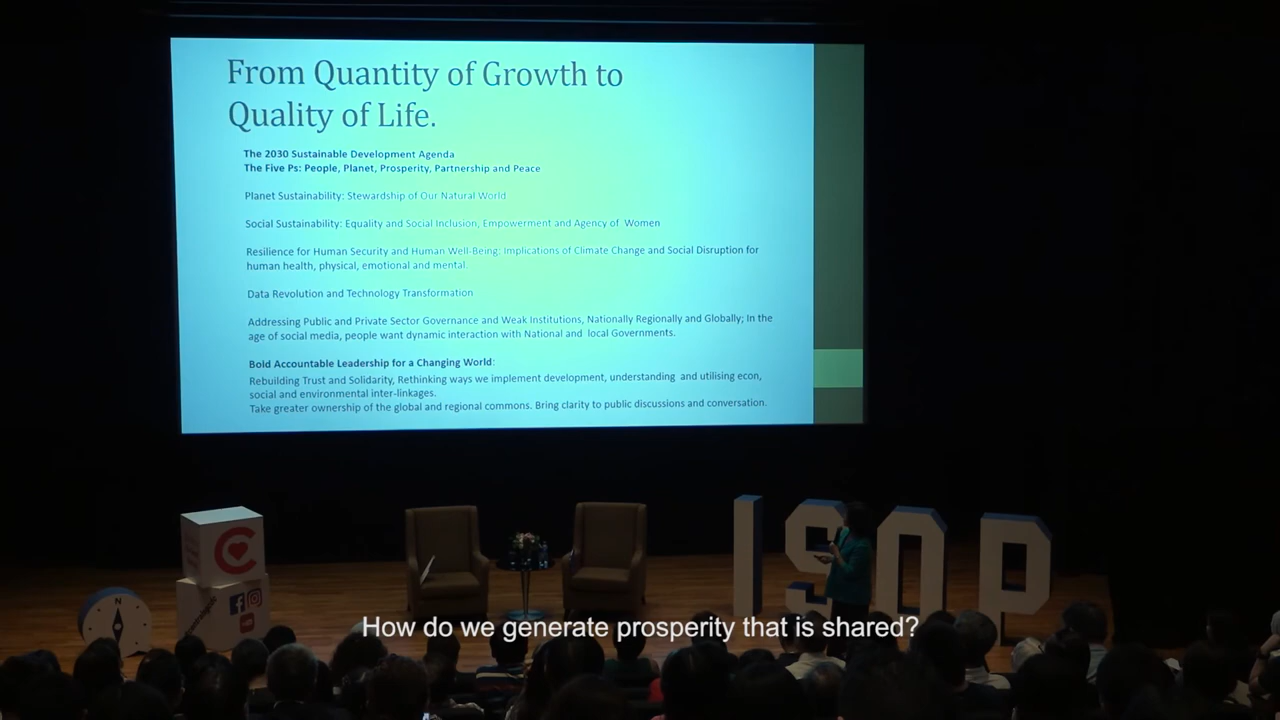 From Quantity of Growth to
Quality of Life.
The 2030 Sustainable Development Agenda
The Five Ps: People, Planet, Prosperity, Partnership and Peace
Planet Sustainability: Stewardship of Our Natural World
Social Sustainability: Equality and Social Inclusion, Empowerment and Agency of Women
Resilience for Human Security and Human Well-Being: Implications of Climate Change and Social Disruption for
human health, physical, emotional and mental.
Data Revolution and Technology Transformation
Addressing Public and Private Sector Governance and Weak Institutions, Nationally Regionally and Globally; In the
age of social media, people want dynamic interaction with National and local Governments.
Bold Accountable Leadership for a Changing World:
Rebuilding Trust and Solidarity, Rethinking ways we implement development, understanding and utilising econ,
social and environmental inter-linkages.
Take greater ownership of the global and regional commons. Bring clarity to public discussions and conversation.
ISOP
N
How do we generate prosperity that is shared?